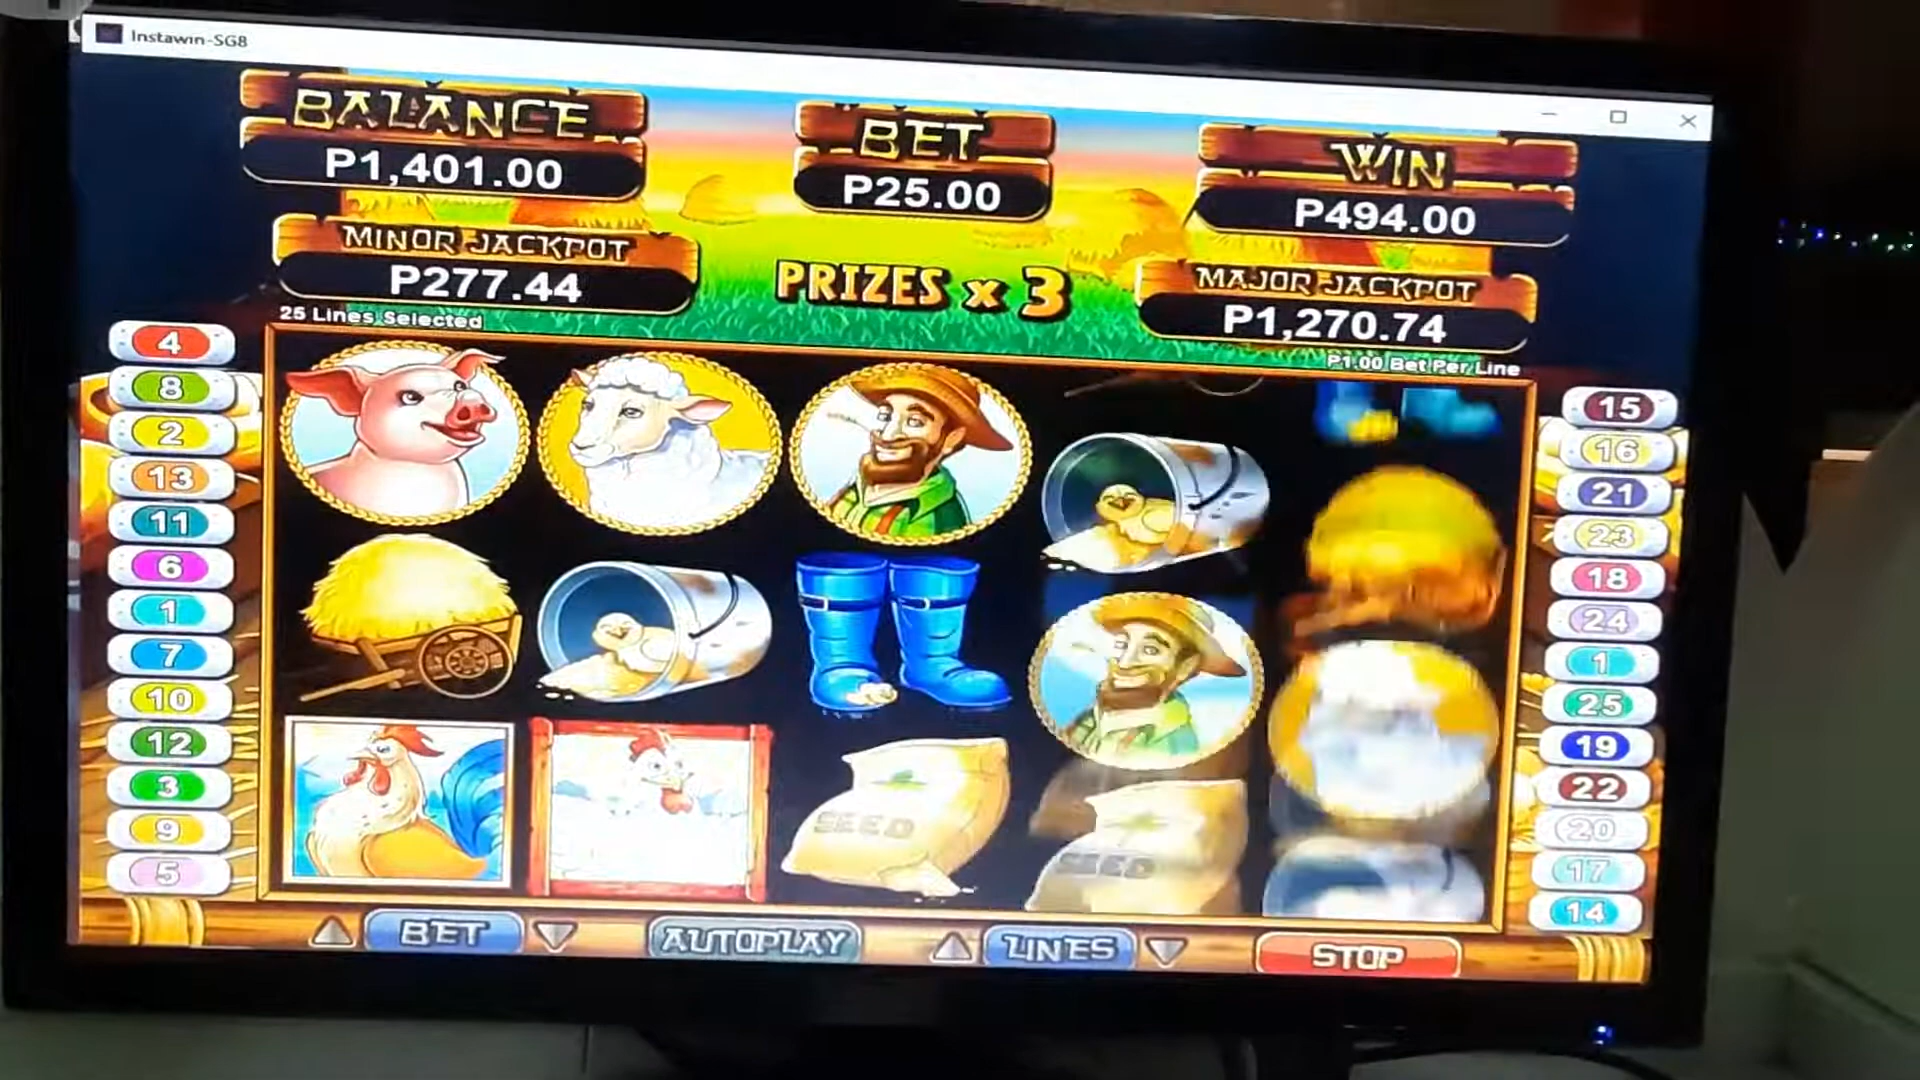 Instawin-SG8
BALANCE
P1,401.00
BET
P25.00
WIN
P494.00
MINOR JACKPOT
P277.44
PRIZES x 3
MAJOR JACKPOT
P1,270.74
25 Lines Selected
P1.00 Bet Per Line
4
8
2
13
11
6
1
7
10
12
3
9
5
15
16
21
23
18
24
1
25
19
22
20
17
14
SEED
SEED
BET
AUTOPLAY
LINES
STOP